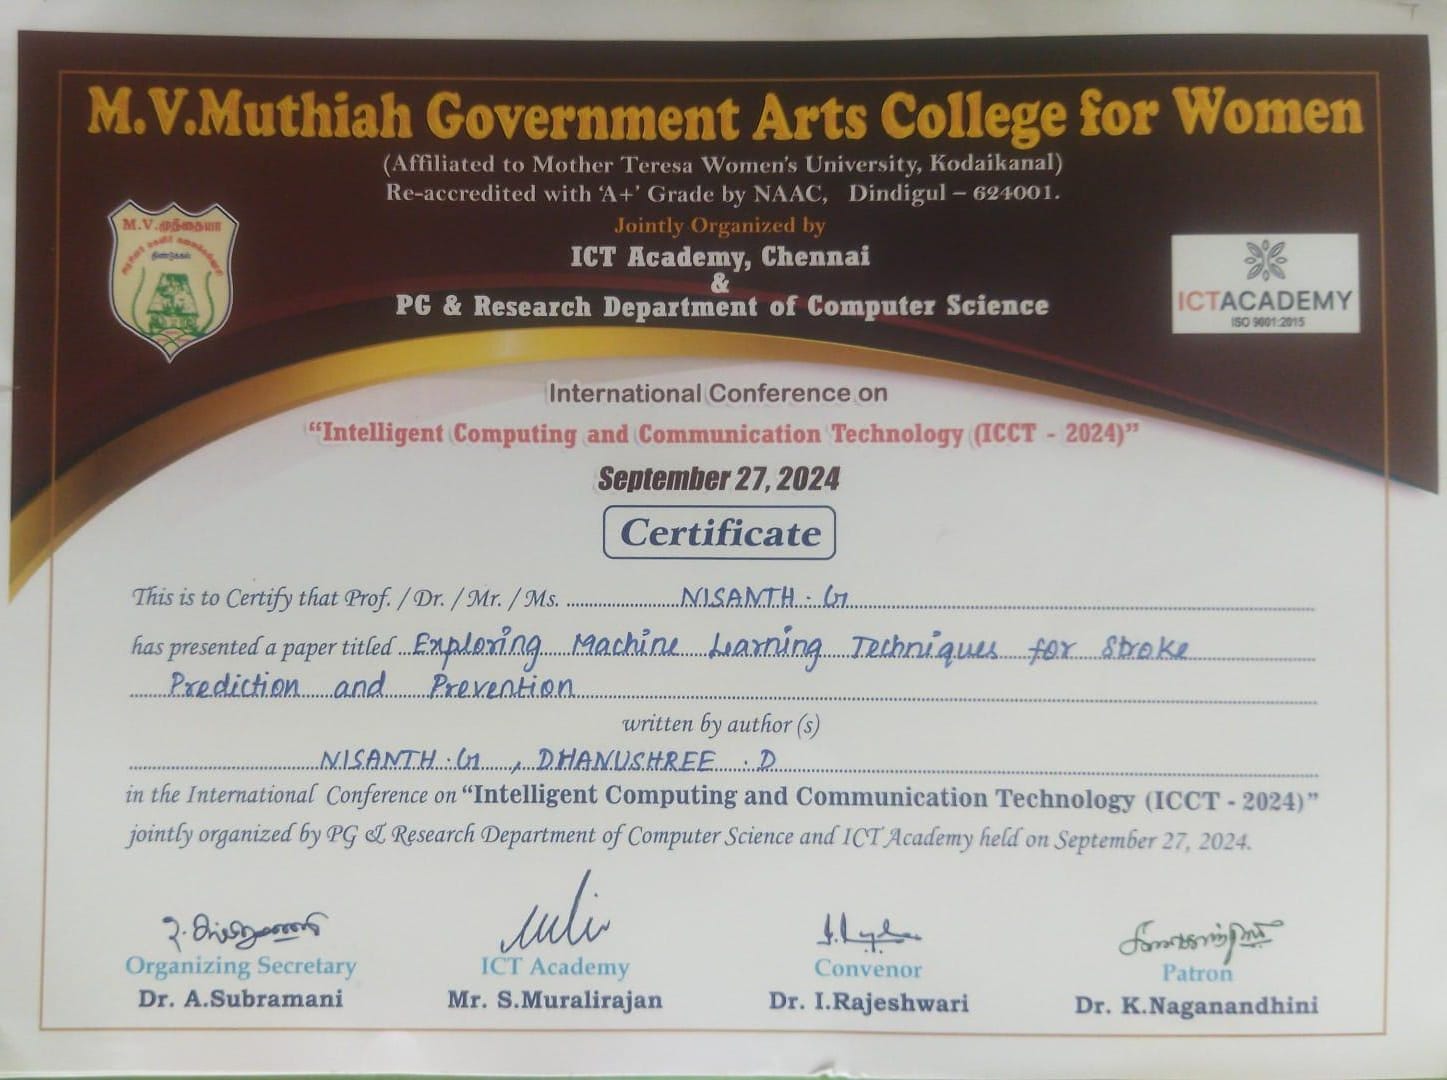 M.V.Muthiah Government Arts College for Women
(Affiliated to Mother Teresa Women's University, Kodaikanal)
Re-accredited with 'A+' Grade by NAAC, Dindigul – 624001.
Jointly Organized by
ICT Academy, Chennai
&
PG & Research Department of Computer Science
M.V.முத்தையா
திண்டுக்கல்
ICTACADEMY
ISO 9001:2015
International Conference on
“Intelligent Computing and Communication Technology (ICCT - 2024)”
September 27, 2024
Certificate
This is to Certify that Prof. / Dr. / Mr. / Ms. NISANTH . G
has presented a paper titled Exploring Machine Learning Techniques for Stroke
Prediction and Prevention
written by author (s)
NISANTH . G , DHANUSHREE . D
in the International Conference on “Intelligent Computing and Communication Technology (ICCT - 2024)”
jointly organized by PG & Research Department of Computer Science and ICT Academy held on September 27, 2024.
Organizing Secretary
Dr. A.Subramani
ICT Academy
Mr. S.Muralirajan
Convenor
Dr. I.Rajeshwari
Patron
Dr. K.Naganandhini